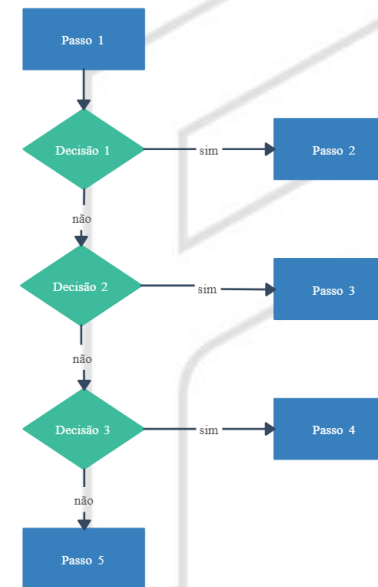 Passo 1
Decisão 1
sim
Passo 2
não
Decisão 2
sim
Passo 3
não
Decisão 3
sim
Passo 4
não
Passo 5